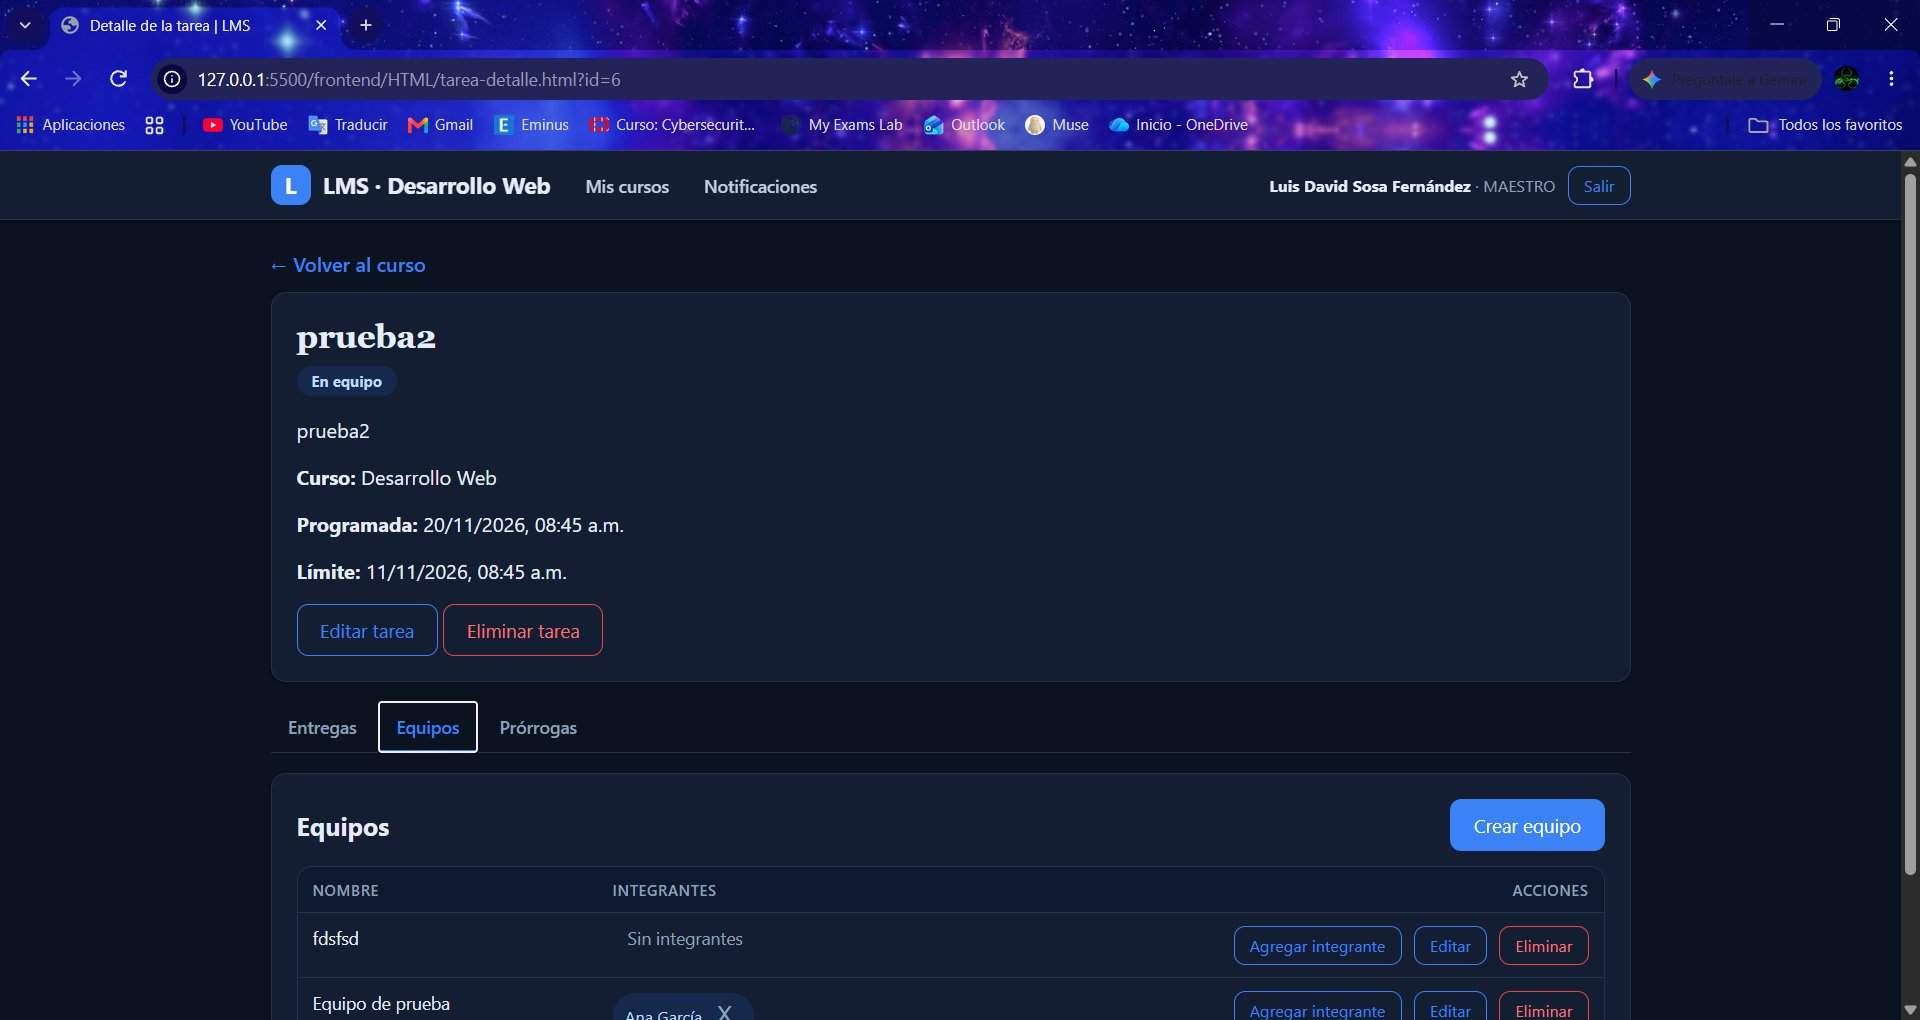 Detalle de la tarea | LMS
127.0.0.1:5500/frontend/HTML/tarea-detalle.html?id=6
Pregúntale a Gemini
Aplicaciones
YouTube
Traducir
Gmail
E Eminus
Curso: Cybersecurit...
My Exams Lab
Outlook
Muse
Inicio - OneDrive
Todos los favoritos
L LMS · Desarrollo Web
Mis cursos
Notificaciones
Luis David Sosa Fernández · MAESTRO
Salir
← Volver al curso
prueba2
En equipo
prueba2
Curso: Desarrollo Web
Programada: 20/11/2026, 08:45 a.m.
Límite: 11/11/2026, 08:45 a.m.
Editar tarea
Eliminar tarea
Entregas
Equipos
Prórrogas
Equipos
Crear equipo
NOMBRE INTEGRANTES ACCIONES
fdsfsd Sin integrantes Agregar integrante Editar Eliminar
Equipo de prueba Ana García X Agregar integrante Editar Eliminar